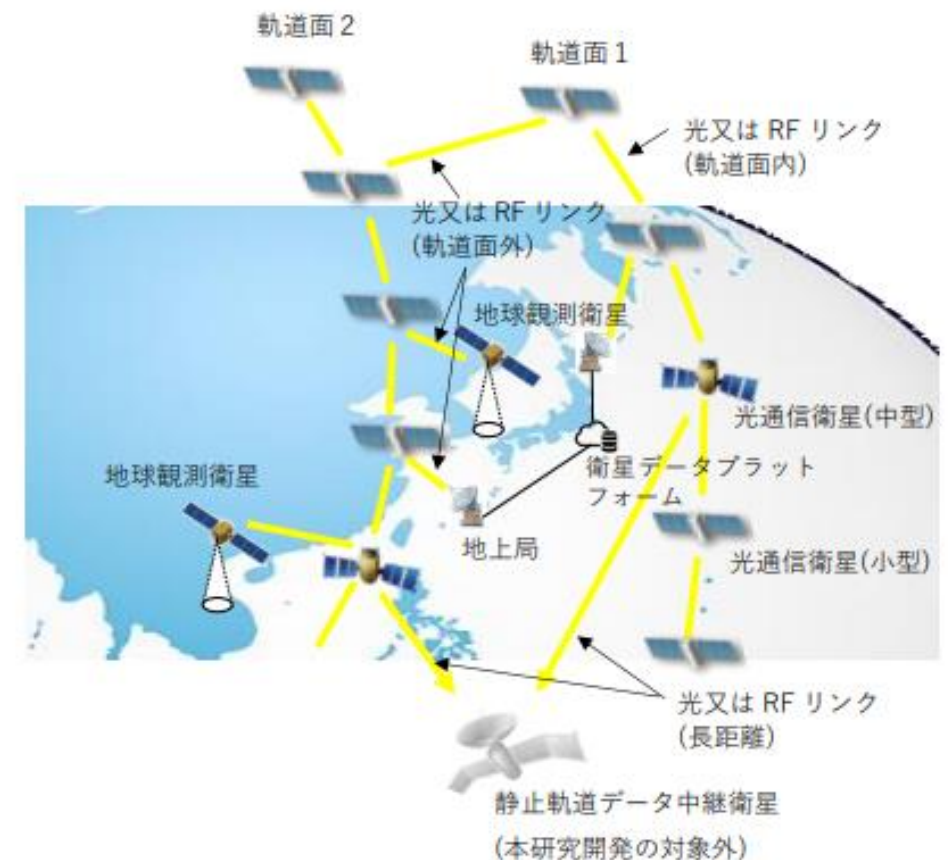 軌道面2
軌道面1
光又は RF リンク
(軌道面内)
光又は RF リンク
(軌道面外)
地球観測衛星
光通信衛星(中型)
衛星データプラット
フォーム
地球観測衛星
地上局
光通信衛星(小型)
光又は RF リンク
(長距離)
静止軌道データ中継衛星
(本研究開発の対象外)